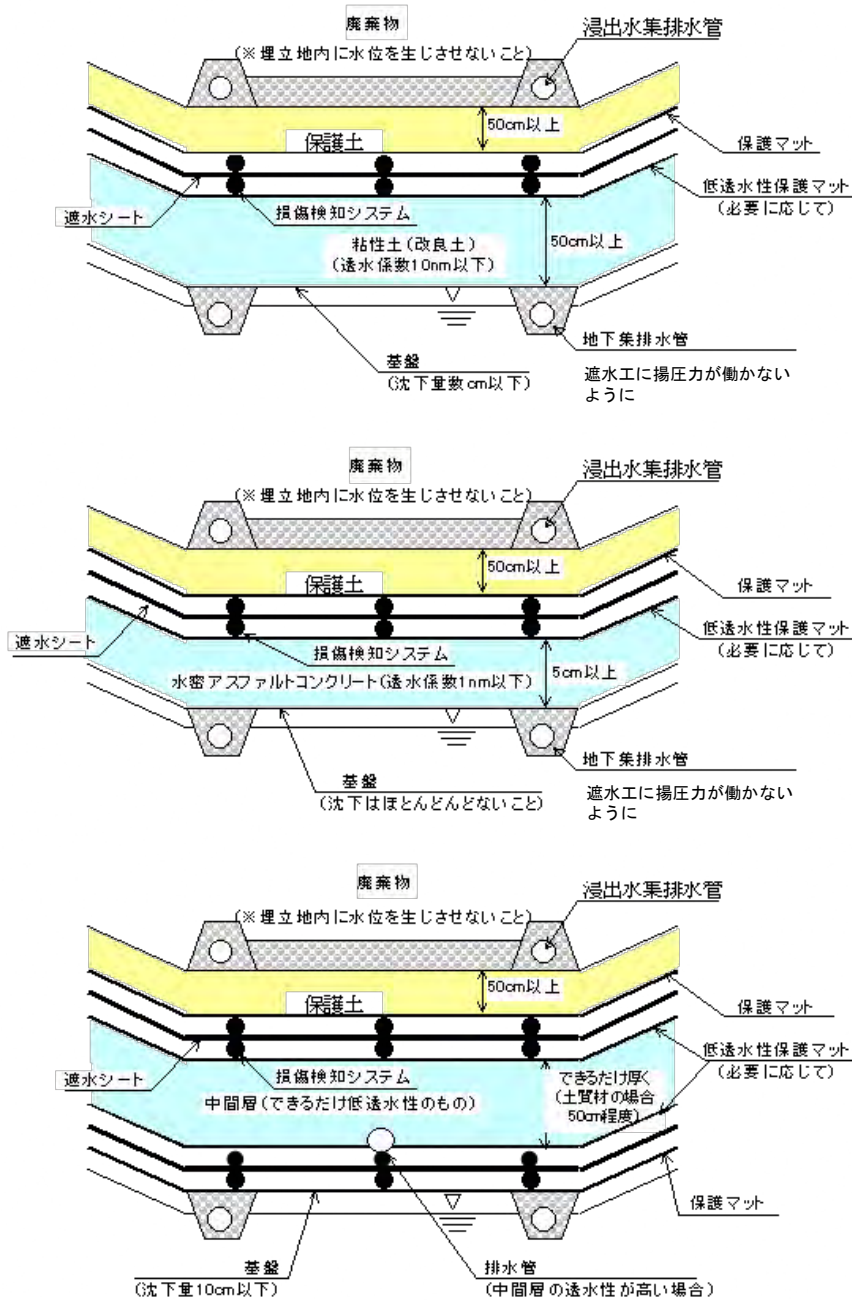 廃棄物
浸出水集排水管
(※埋立地内に水位を生じさせないこと)
50cm以上
保護土
保護マット
低透水性保護マット
(必要に応じて)
遮水シート
損傷検知システム
粘性土(改良土)
(透水係数10nm以下)
50cm以上
地下集排水管
基盤
(沈下量数cm以下)
遮水工に揚圧力が働かない
ように
廃棄物
浸出水集排水管
(※埋立地内に水位を生じさせないこと)
50cm以上
保護土
保護マット
低透水性保護マット
(必要に応じて)
遮水シート
損傷検知システム
水密アスファルトコンクリート(透水係数1nm以下)
5cm以上
地下集排水管
基盤
(沈下はほとんどんどないこと)
遮水工に揚圧力が働かない
ように
廃棄物
浸出水集排水管
(※埋立地内に水位を生じさせないこと)
50cm以上
保護土
保護マット
低透水性保護マット
(必要に応じて)
遮水シート
損傷検知システム
中間層(できるだけ低透水性のもの)
できるだけ厚く
(土質材の場合
50cm程度)
保護マット
基盤
(沈下量10cm以下)
排水管
(中間層の透水性が高い場合)